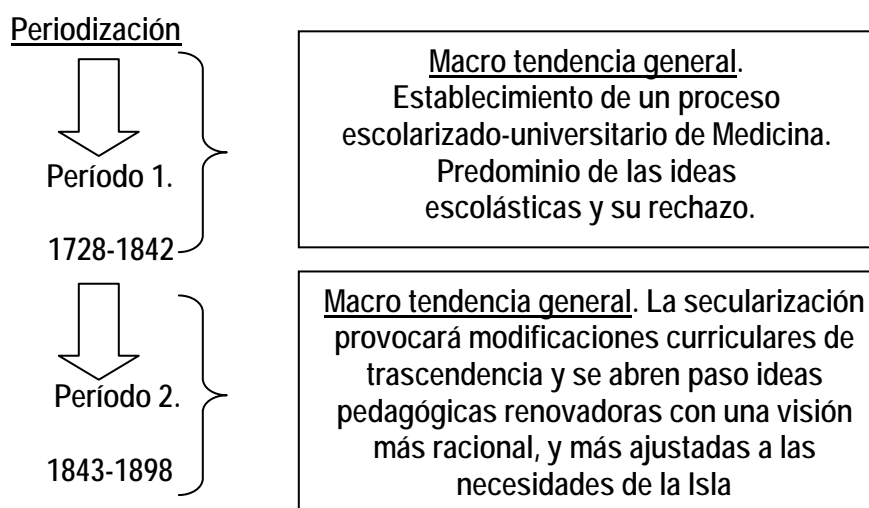 Periodización
Período 1.
1728-1842
Macro tendencia general.
Establecimiento de un proceso
escolarizado-universitario de Medicina.
Predominio de las ideas
escolásticas y su rechazo.
Período 2.
1843-1898
Macro tendencia general. La secularización
provocará modificaciones curriculares de
trascendencia y se abren paso ideas
pedagógicas renovadoras con una visión
más racional, y más ajustadas a las
necesidades de la Isla